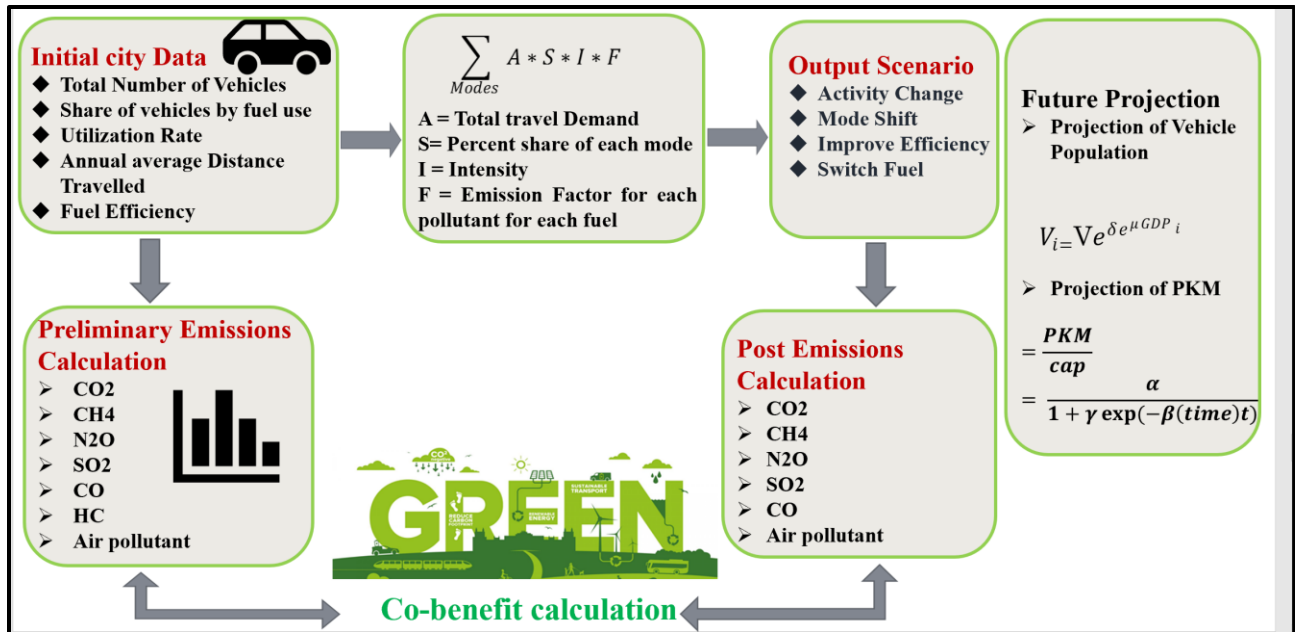 Initial city Data
◆ Total Number of Vehicles
◆ Share of vehicles by fuel use
◆ Utilization Rate
◆ Annual average Distance
Travelled
◆ Fuel Efficiency
∑ A ∗ S ∗ I ∗ F
Modes
A = Total travel Demand
S= Percent share of each mode
I = Intensity
F = Emission Factor for each
pollutant for each fuel
Output Scenario
◆ Activity Change
◆ Mode Shift
◆ Improve Efficiency
◆ Switch Fuel
Future Projection
➢ Projection of Vehicle
Population
V_i= Ve^{δe^{μGDP_i}}
➢ Projection of PKM
= PKM/cap
= α/(1 + γ exp(−β(time)t)
Preliminary Emissions
Calculation
➢ CO2
➢ CH4
➢ N2O
➢ SO2
➢ CO
➢ HC
➢ Air pollutant
CO²
GREEN
REDUCE
CARBON
FOOTPRINT
RENEWABLE
ENERGY
SUSTAINABLE
TRANSPORT
Post Emissions
Calculation
➢ CO2
➢ CH4
➢ N2O
➢ SO2
➢ CO
➢ Air pollutant
Co-benefit calculation